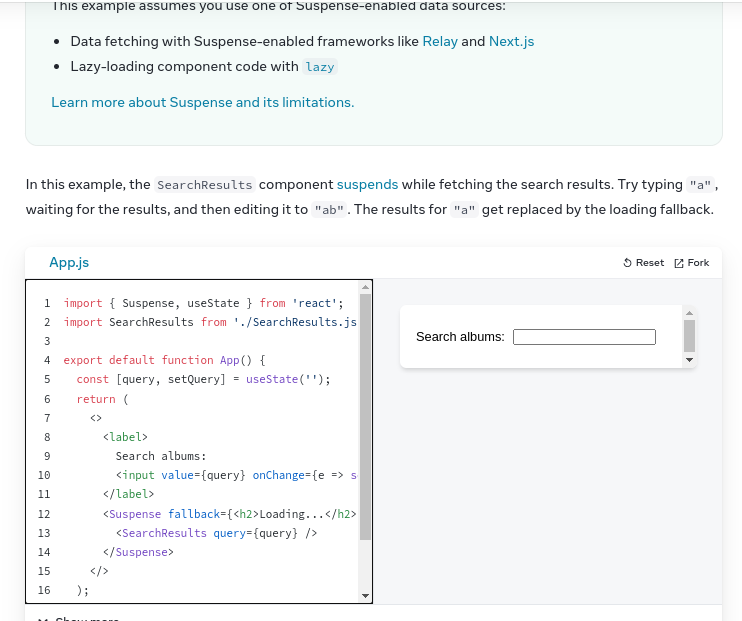 This example assumes you use one of Suspense-enabled data sources:
• Data fetching with Suspense-enabled frameworks like Relay and Next.js
• Lazy-loading component code with lazy
Learn more about Suspense and its limitations.
In this example, the SearchResults component suspends while fetching the search results. Try typing "a",
waiting for the results, and then editing it to "ab". The results for "a" get replaced by the loading fallback.
App.js
Reset
Fork
1 import { Suspense, useState } from 'react';
2 import SearchResults from './SearchResults.js
3
4 export default function App() {
5 const [query, setQuery] = useState('');
6 return (
7 <>
8 <label>
9 Search albums:
10 <input value={query} onChange={e => s
11 </label>
12 <Suspense fallback={<h2>Loading...</h2>
13 <SearchResults query={query} />
14 </Suspense>
15 </>
16 );
Search albums:
Show more